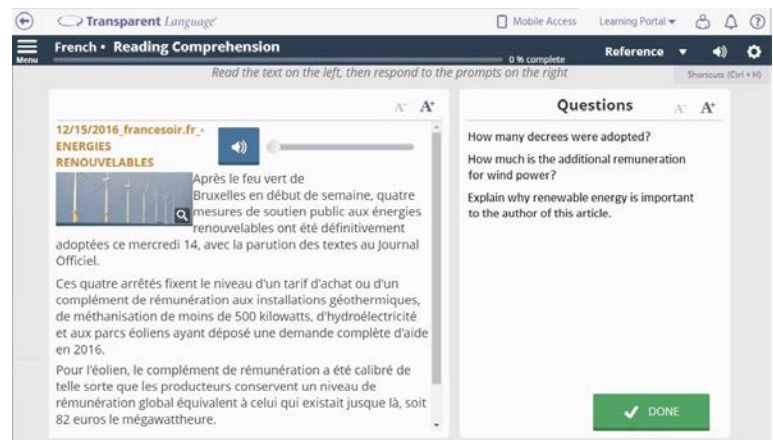 Transparent Language
Mobile Access
Learning Portal
Menu
French • Reading Comprehension
0 % complete
Reference
Read the text on the left, then respond to the prompts on the right
Shortcuts (Ctrl + H)
A- A+
12/15/2016_francesoir.fr_-
ENERGIES
RENOUVELABLES
Après le feu vert de
Bruxelles en début de semaine, quatre
mesures de soutien public aux énergies
renouvelables ont été définitivement
adoptées ce mercredi 14, avec la parution des textes au Journal
Officiel.
Ces quatre arrêtés fixent le niveau d'un tarif d'achat ou d'un
complément de rémunération aux installations géothermiques,
de méthanisation de moins de 500 kilowatts, d'hydroélectricité
et aux parcs éoliens ayant déposé une demande complète d'aide
en 2016.
Pour l'éolien, le complément de rémunération a été calibré de
telle sorte que les producteurs conservent un niveau de
rémunération global équivalent à celui qui existait jusque là, soit
82 euros le mégawattheure.
Questions
A- A+
How many decrees were adopted?
How much is the additional remuneration
for wind power?
Explain why renewable energy is important
to the author of this article.
DONE